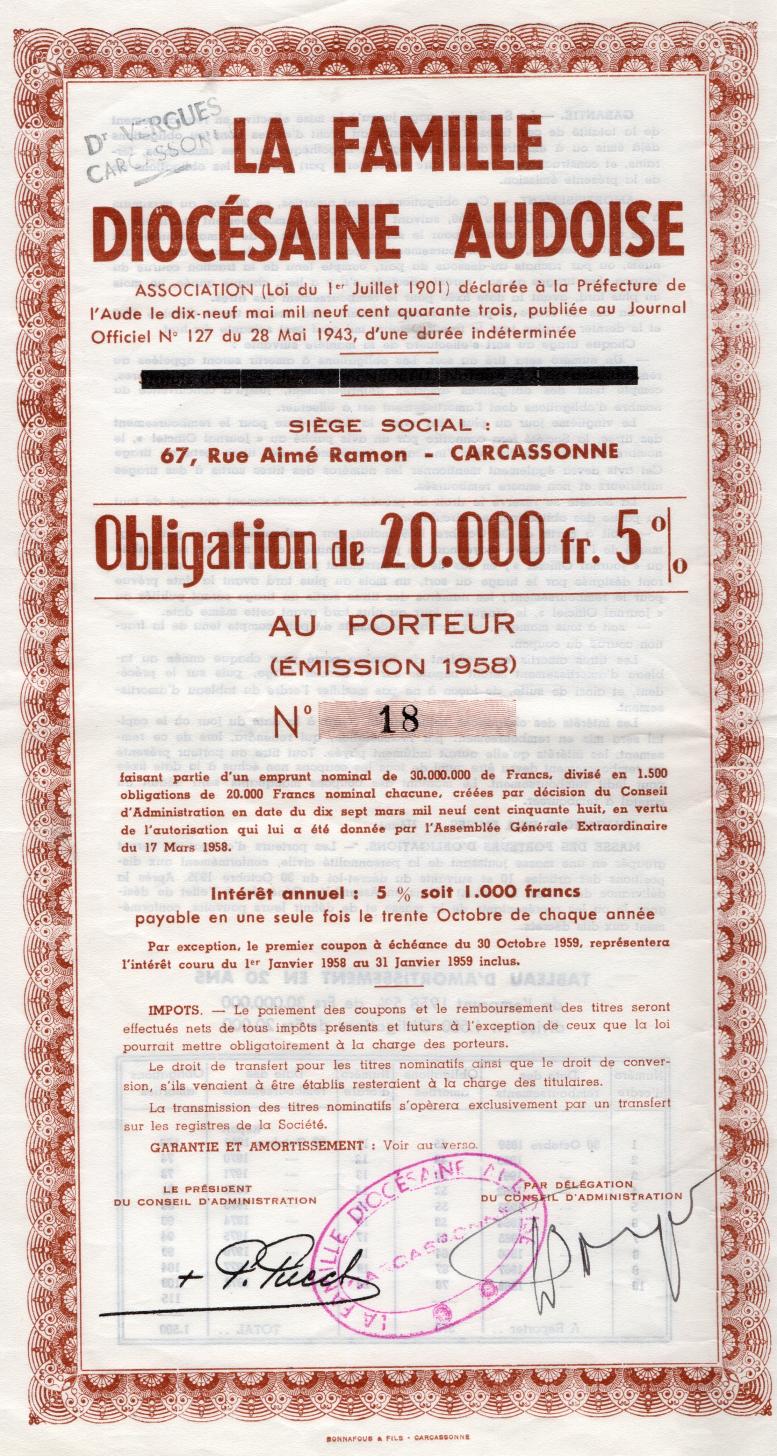 Dr VERGUES
CARCASSON
LA FAMILLE
DIOCÉSAINE AUDOISE
ASSOCIATION (Loi du 1er Juillet 1901) déclarée à la Préfecture de
l'Aude le dix-neuf mai mil neuf cent quarante trois, publiée au Journal
Officiel No 127 du 28 Mai 1943, d'une durée indéterminée
SIÈGE SOCIAL :
67, Rue Aimé Ramon - CARCASSONNE
Obligation de 20.000 fr. 5 %
AU PORTEUR
(ÉMISSION 1958)
No 18
faisant partie d'un emprunt nominal de 30.000.000 de Francs, divisé en 1.500
obligations de 20.000 Francs nominal chacune, créées par décision du Conseil
d'Administration en date du dix sept mars mil neuf cent cinquante huit, en vertu
de l'autorisation qui lui a été donnée par l'Assemblée Générale Extraordinaire
du 17 Mars 1958.
Intérêt annuel : 5 % soit 1.000 francs
payable en une seule fois le trente Octobre de chaque année
Par exception, le premier coupon à échéance du 30 Octobre 1959, représentera
l'intérêt couru du 1er Janvier 1958 au 31 Janvier 1959 inclus.
IMPOTS. — Le paiement des coupons et le remboursement des titres seront
effectués nets de tous impôts présents et futurs à l'exception de ceux que la loi
pourrait mettre obligatoirement à la charge des porteurs.
Le droit de transfert pour les titres nominatifs ainsi que le droit de conver-
sion, s'ils venaient à être établis resteraient à la charge des titulaires.
La transmission des titres nominatifs s'opèrera exclusivement par un transfert
sur les registres de la Société.
GARANTIE ET AMORTISSEMENT : Voir au verso.
LE PRÉSIDENT
DU CONSEIL D'ADMINISTRATION
PAR DÉLÉGATION
DU CONSEIL D'ADMINISTRATION
LA FAMILLE DIOCÉSAINE AUDOISE
CARCASSONNE
BONNAFOUS & FILS - CARCASSONNE